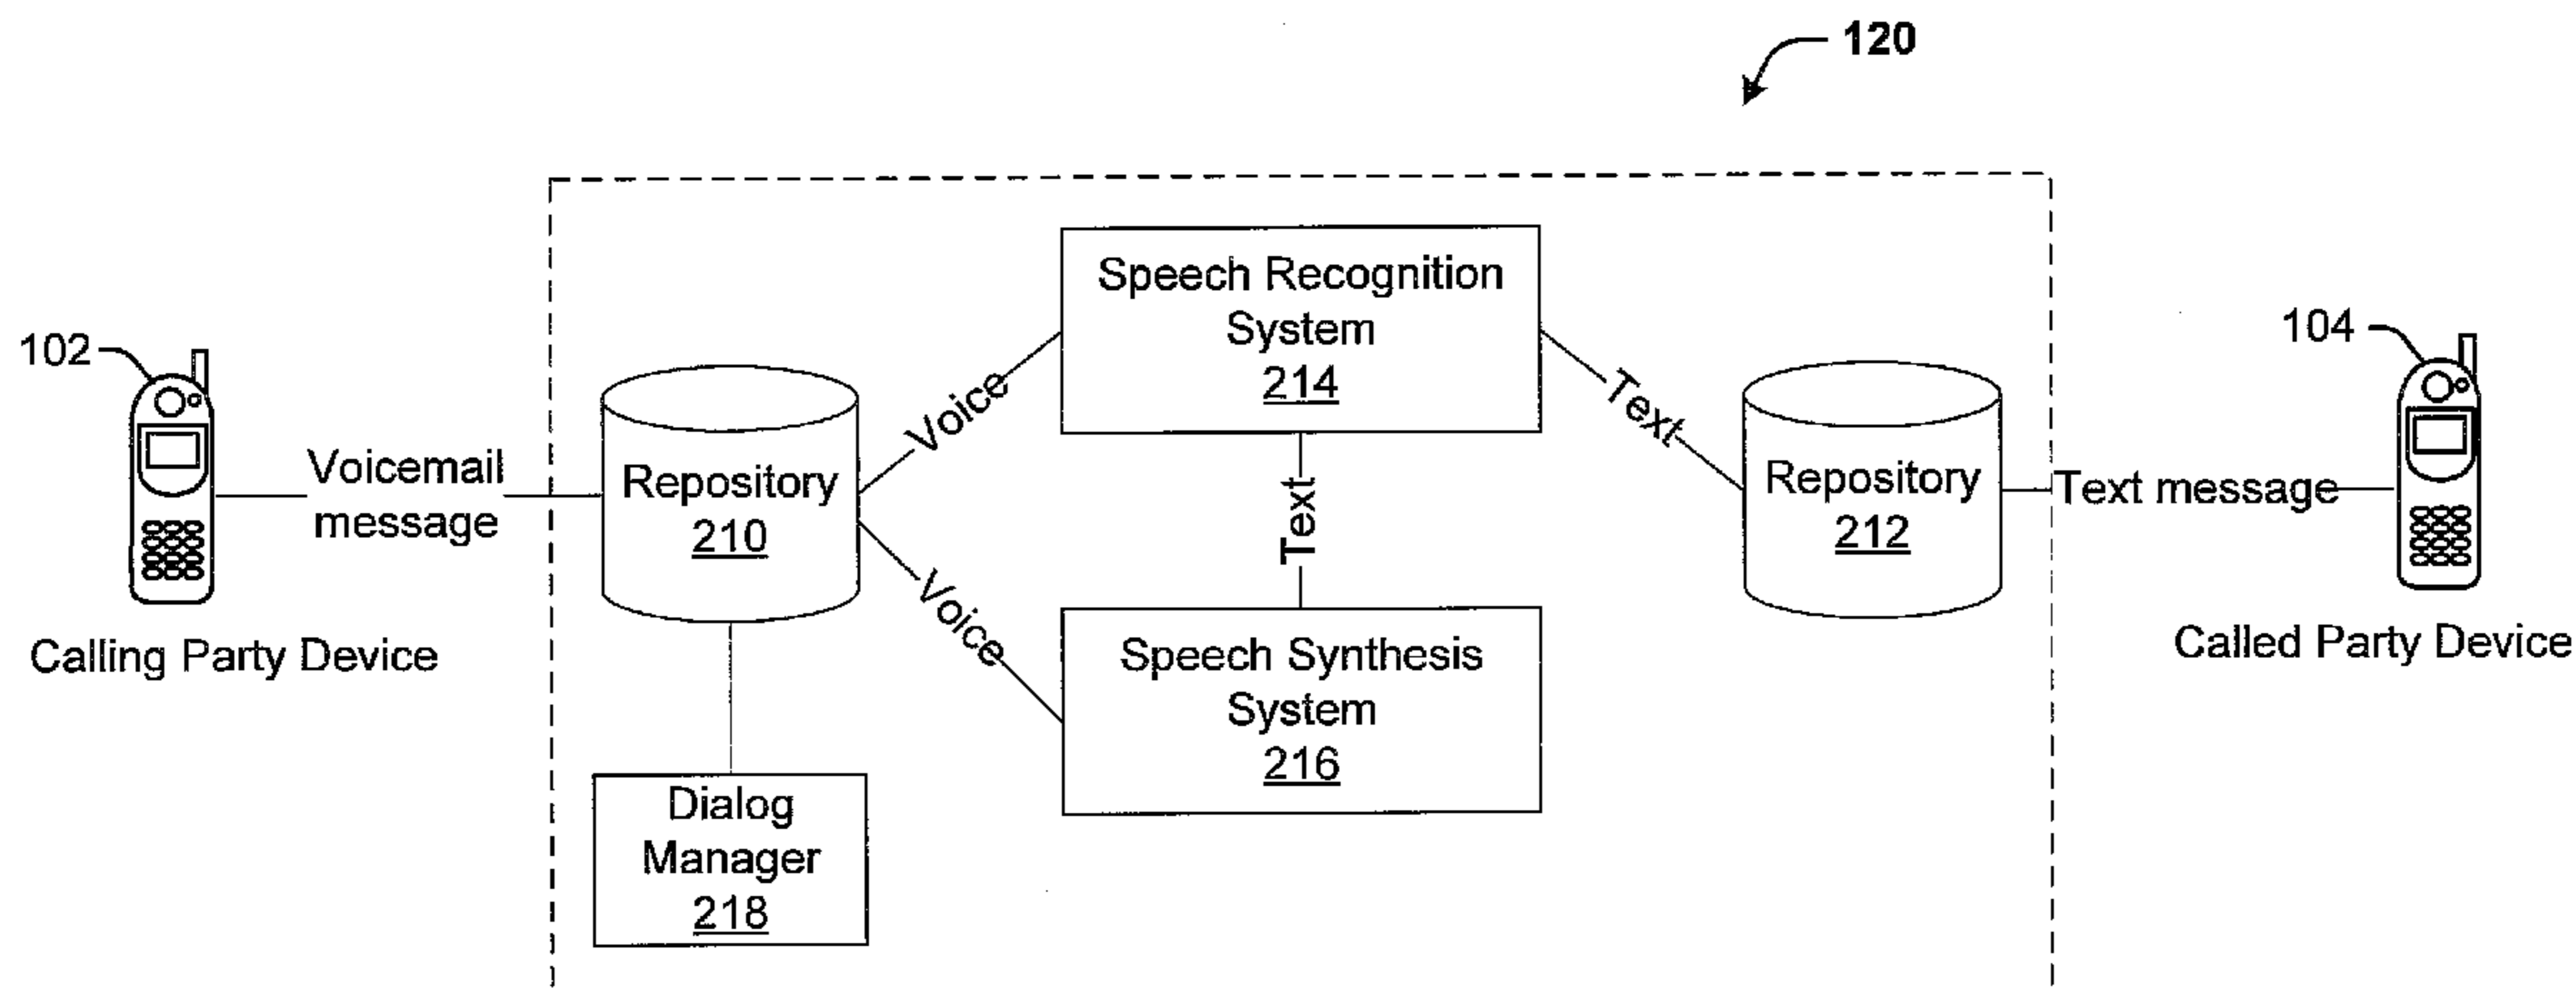 120
Speech Recognition
System
214
102
104
Voice
Text
Voicemail
message
Repository
210
Repository
212
Text message
Text
Voice
Calling Party Device
Speech Synthesis
System
216
Called Party Device
Dialog
Manager
218